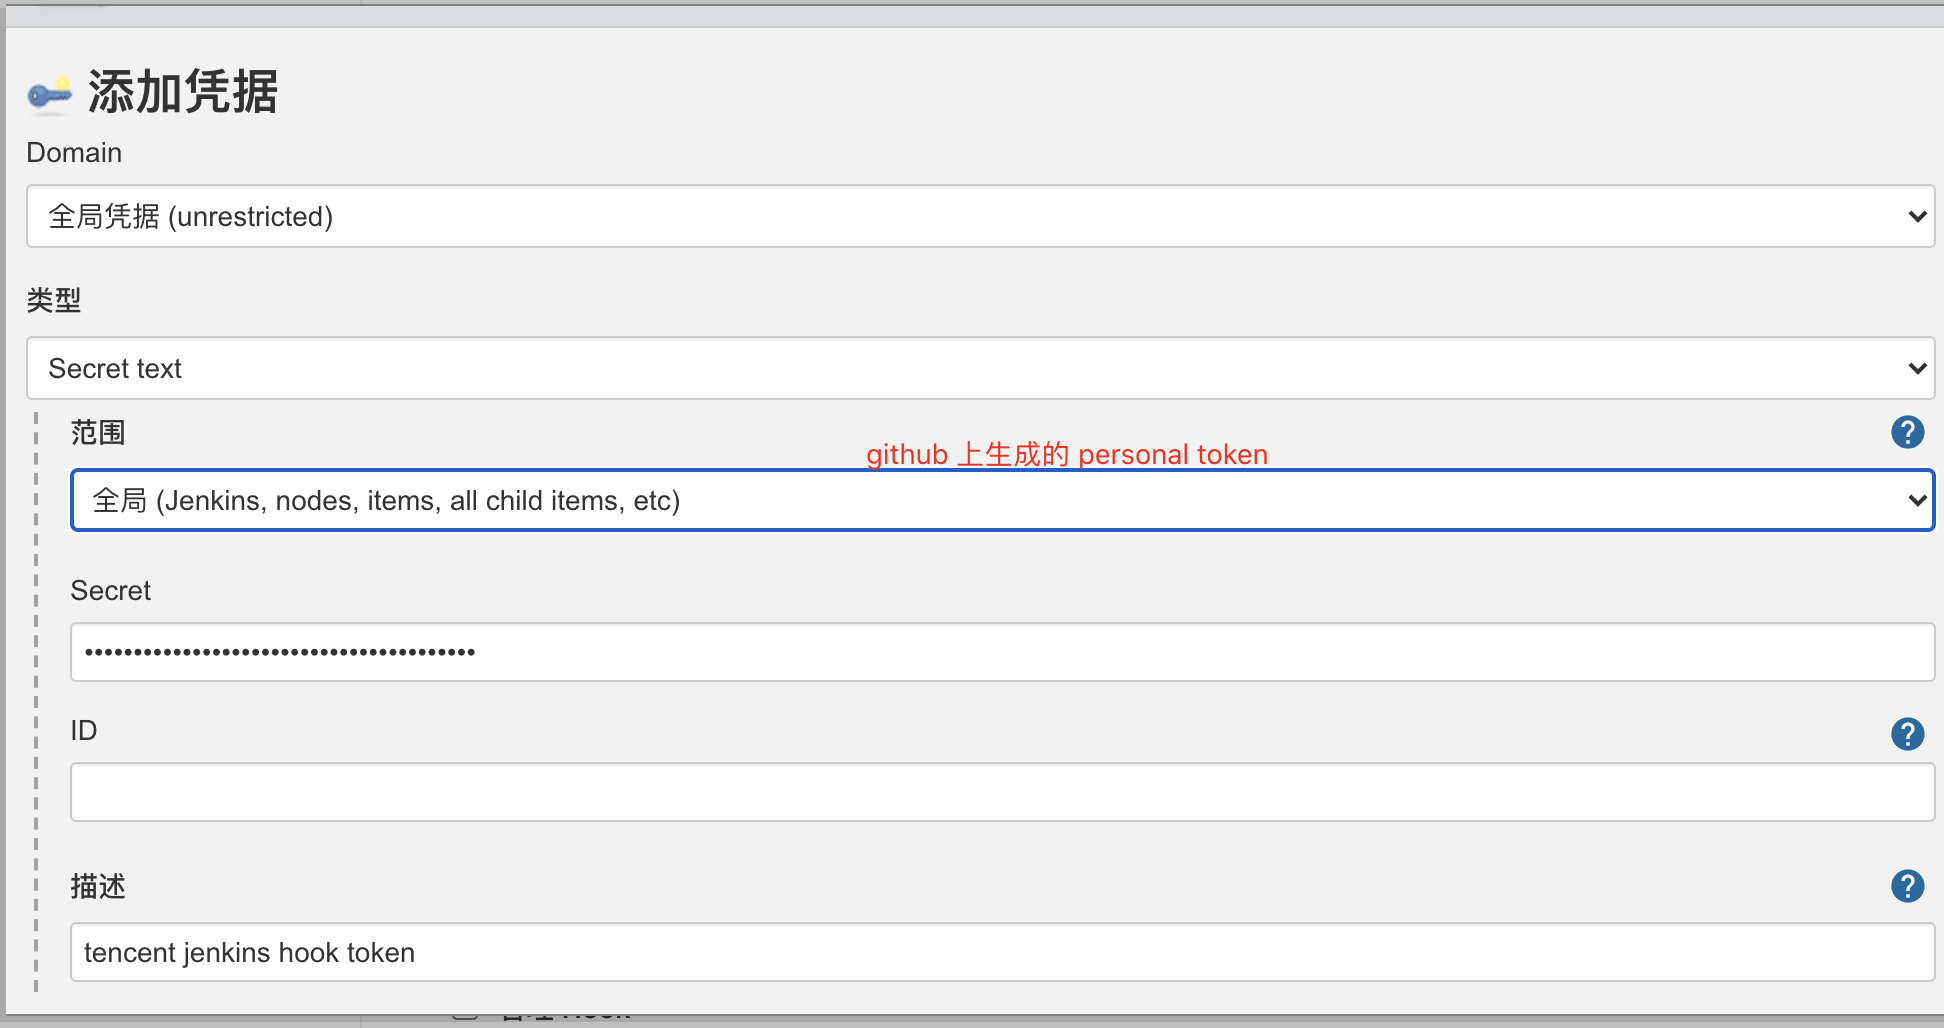 添加凭据
Domain
全局凭据 (unrestricted)
类型
Secret text
范围
github 上生成的 personal token
全局 (Jenkins, nodes, items, all child items, etc)
Secret
••••••••••••••••••••••••••••••••••••••••
ID
描述
tencent jenkins hook token